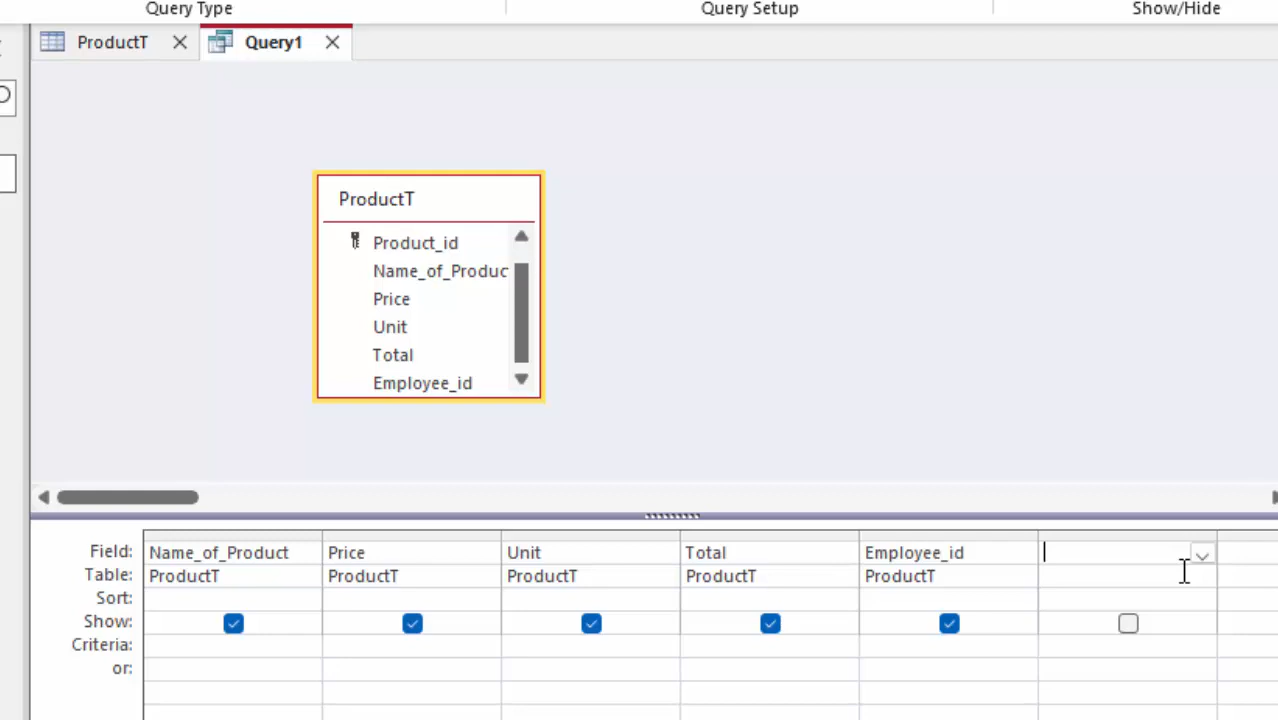 Query Type Query Setup Show/Hide
ProductT Query1
ProductT
Product_id
Name_of_Produc
Price
Unit
Total
Employee_id
Field: Name_of_Product Price Unit Total Employee_id
Table: ProductT ProductT ProductT ProductT ProductT
Sort:
Show:
Criteria:
or: